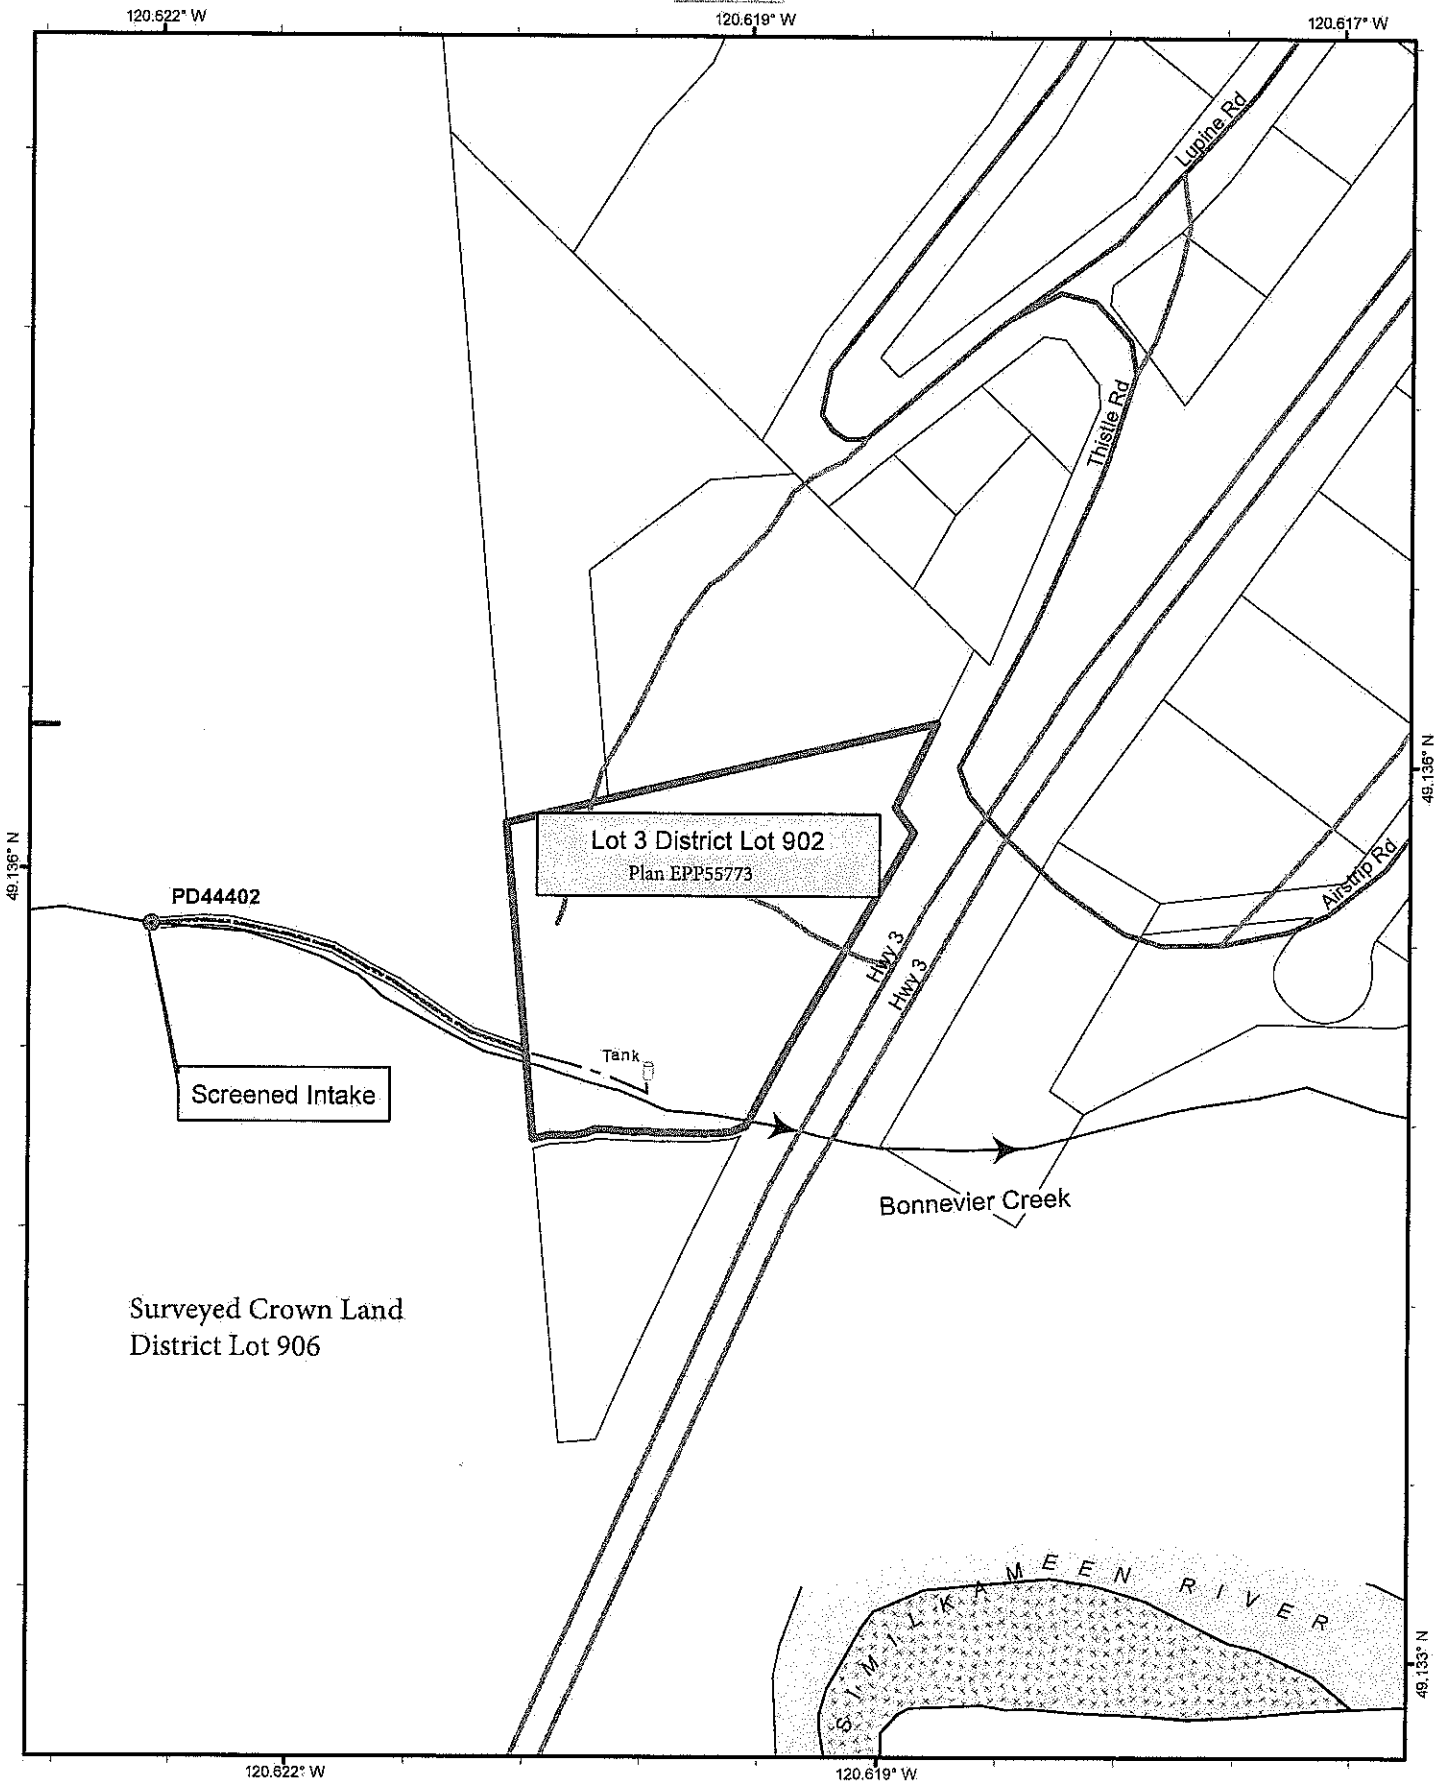 120.622° W
120.619° W
120.617° W
Lupine Rd
Thistle Rd
49.136° N
49.136° N
Lot 3 District Lot 902
Plan EPP55773
Airstrip Rd
PD44402
Hwy 3
Hwy 3
Tank
Screened Intake
Bonnevier Creek
Surveyed Crown Land
District Lot 906
SIMILKAMEEN RIVER
49.133° N
120.622° W
120.619° W